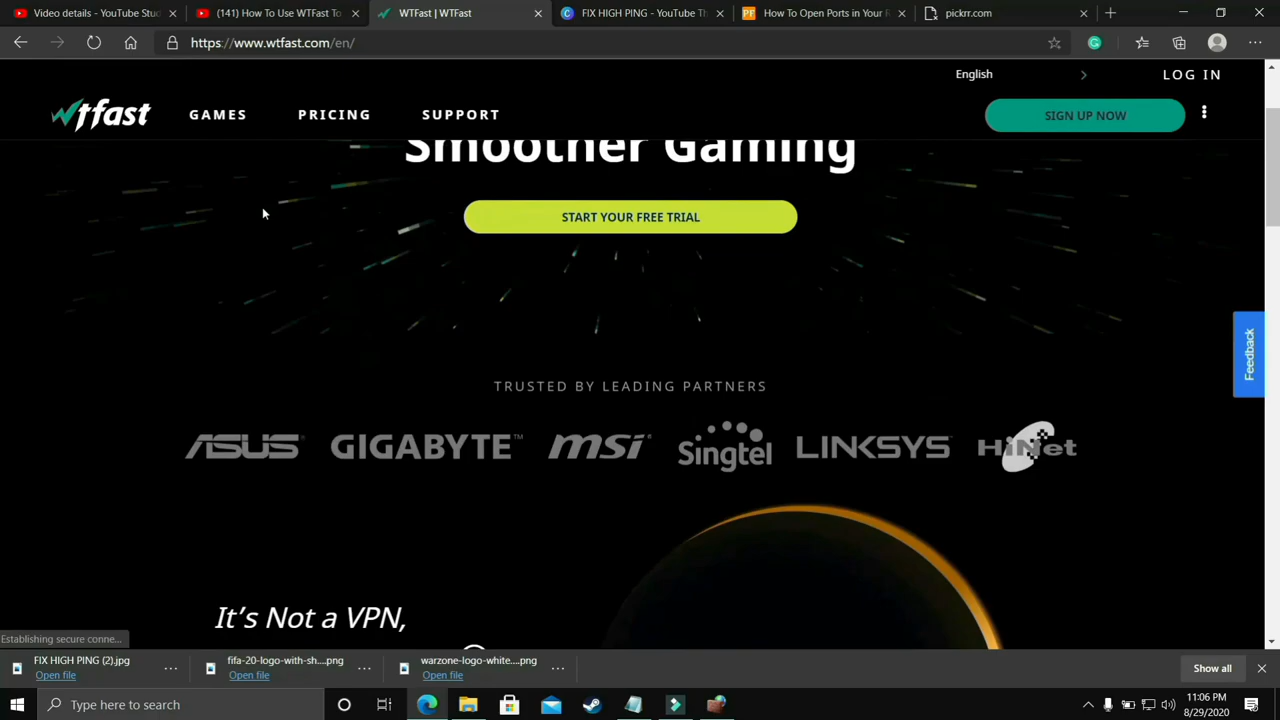 Video details - YouTube Stu
(141) How To Use WTFast To
WTFast | WTFast
FIX HIGH PING - YouTube Th
PF How To Open Ports in Your R
pickrr.com
https://www.wtfast.com/en/
English
LOG IN
wtfast
GAMES
PRICING
SUPPORT
SIGN UP NOW
Smoother Gaming
START YOUR FREE TRIAL
Feedback
TRUSTED BY LEADING PARTNERS
ASUS GIGABYTE™ msi Singtel LINKSYS HiNet
It's Not a VPN,
Establishing secure conne...
FIX HIGH PING (2).jpg
Open file
fifa-20-logo-with-sh....png
Open file
warzone-logo-white....png
Open file
Show all
Type here to search
11:06 PM
8/29/2020